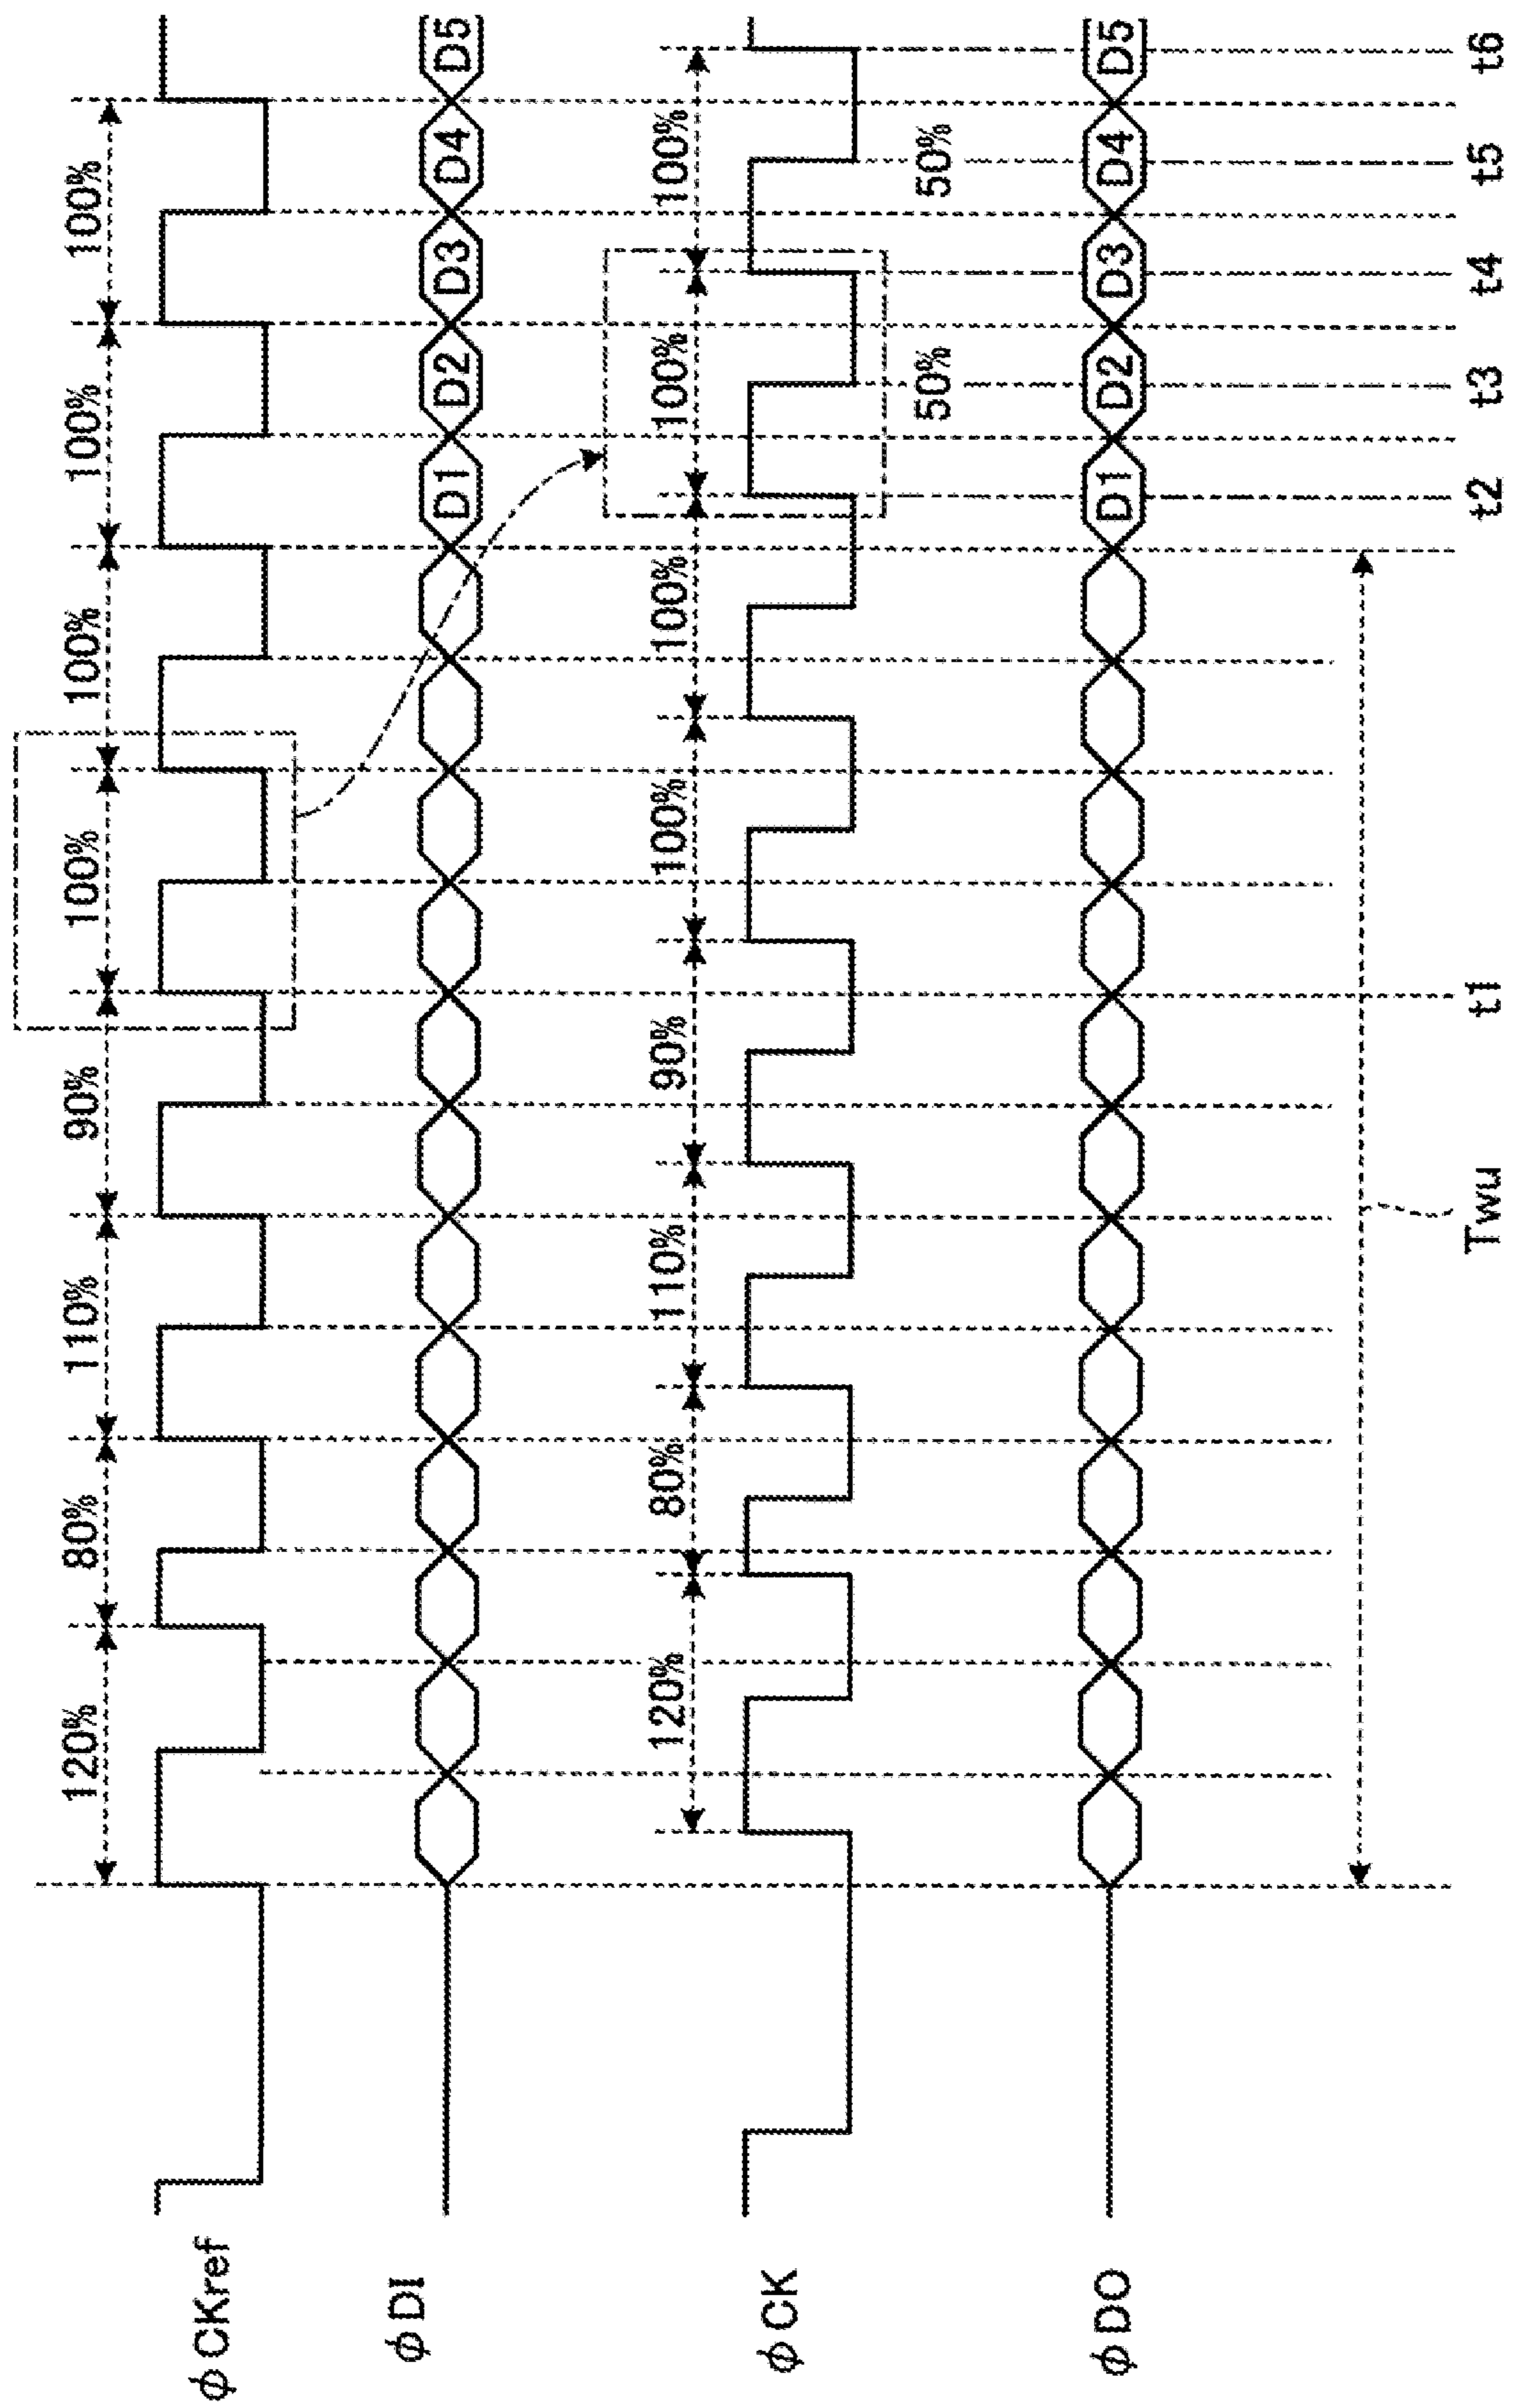 120% 80% 110% 90% 100% 100% 100% 100%
φCKref
φDI D1 D2 D3 D4 D5
120% 80% 110% 90% 100% 100% 100% 100%
φCK
50% 50%
φDO D1 D2 D3 D4 D5
Twu t1 t2 t3 t4 t5 t6